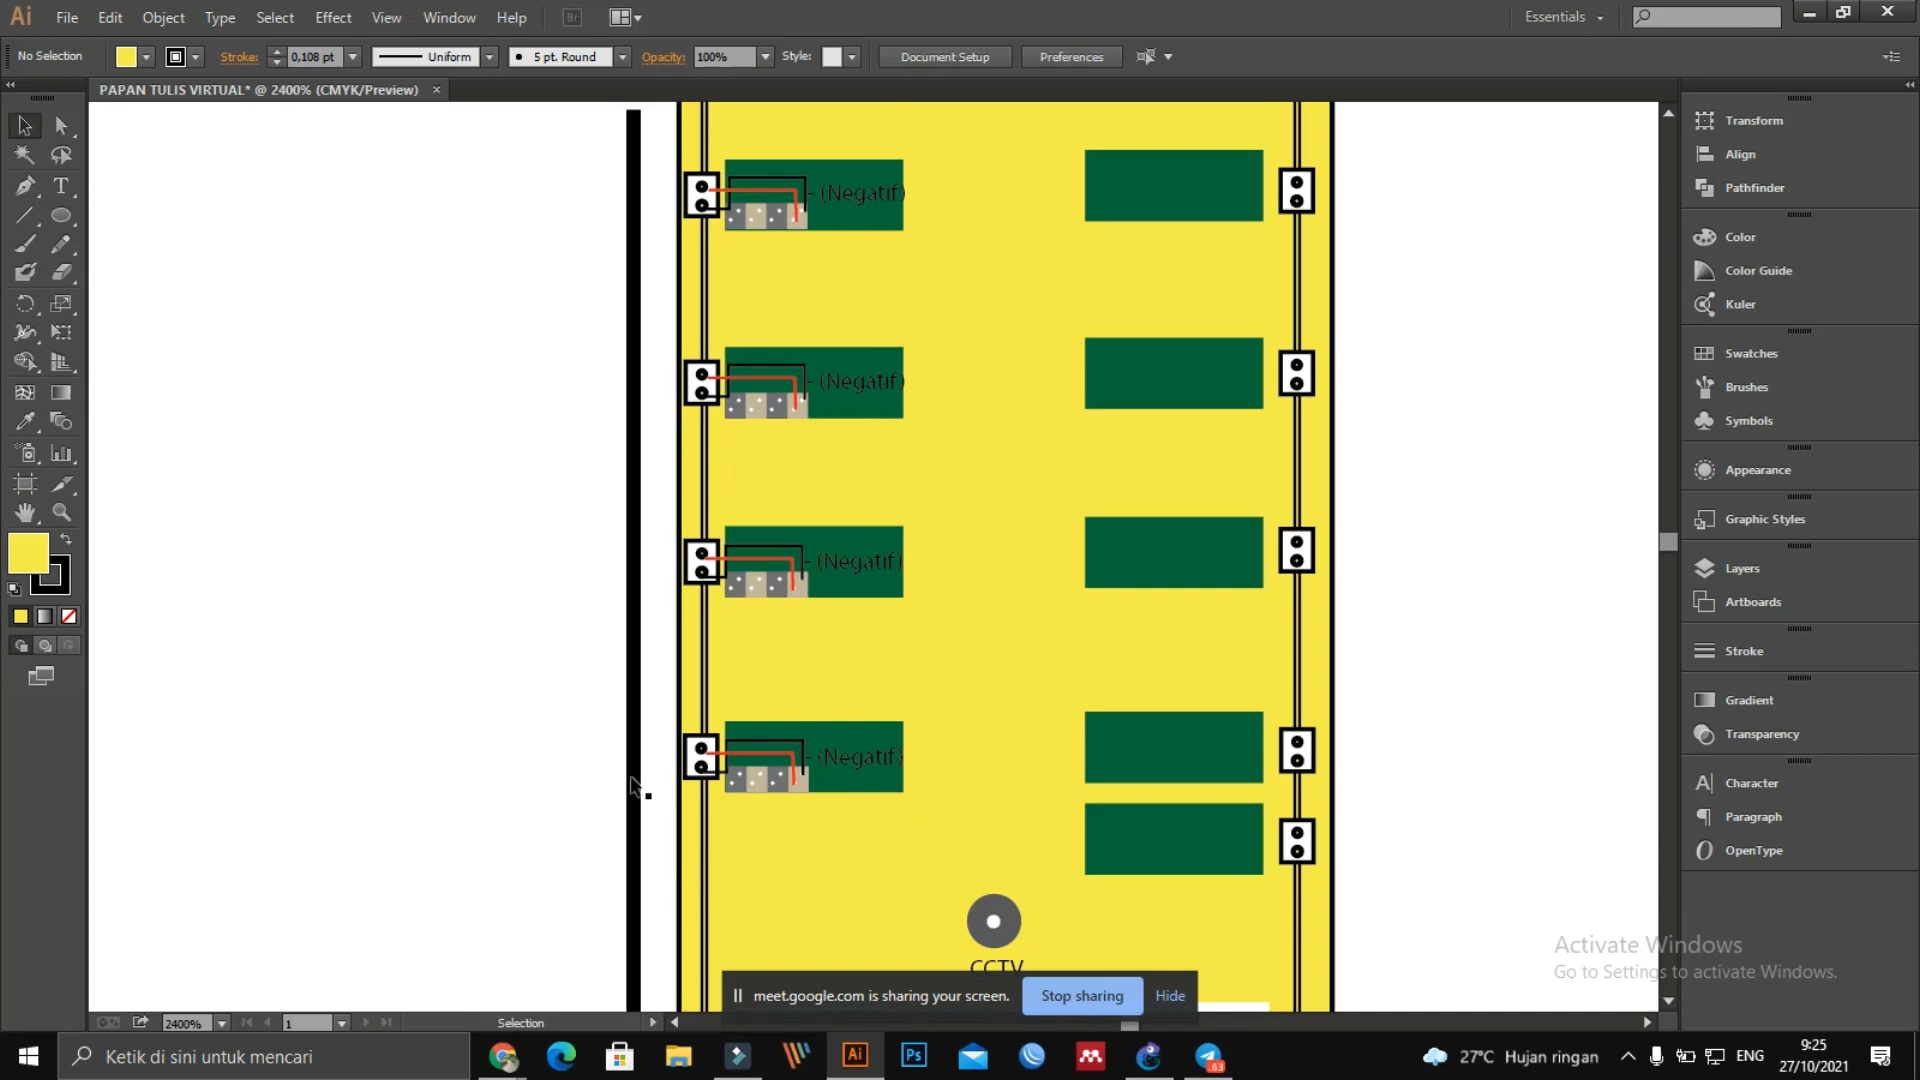 Ai File Edit Object Type Select Effect View Window Help Br Essentials
No Selection Stroke: 0,108 pt Uniform 5 pt. Round Opacity: 100% Style: Document Setup Preferences
PAPAN TULIS VIRTUAL* @ 2400% (CMYK/Preview) ×
Transform
Align
Pathfinder
Color
Color Guide
Kuler
Swatches
Brushes
Symbols
Appearance
Graphic Styles
Layers
Artboards
Stroke
Gradient
Transparency
Character
Paragraph
OpenType
- (Negatif)
- (Negatif)
- (Negatif)
- (Negatif)
CCTV
Activate Windows
Go to Settings to activate Windows.
meet.google.com is sharing your screen. Stop sharing Hide
2400% 1 Selection
Ketik di sini untuk mencari
Ai Ps 63
27°C Hujan ringan ENG
9:25
27/10/2021